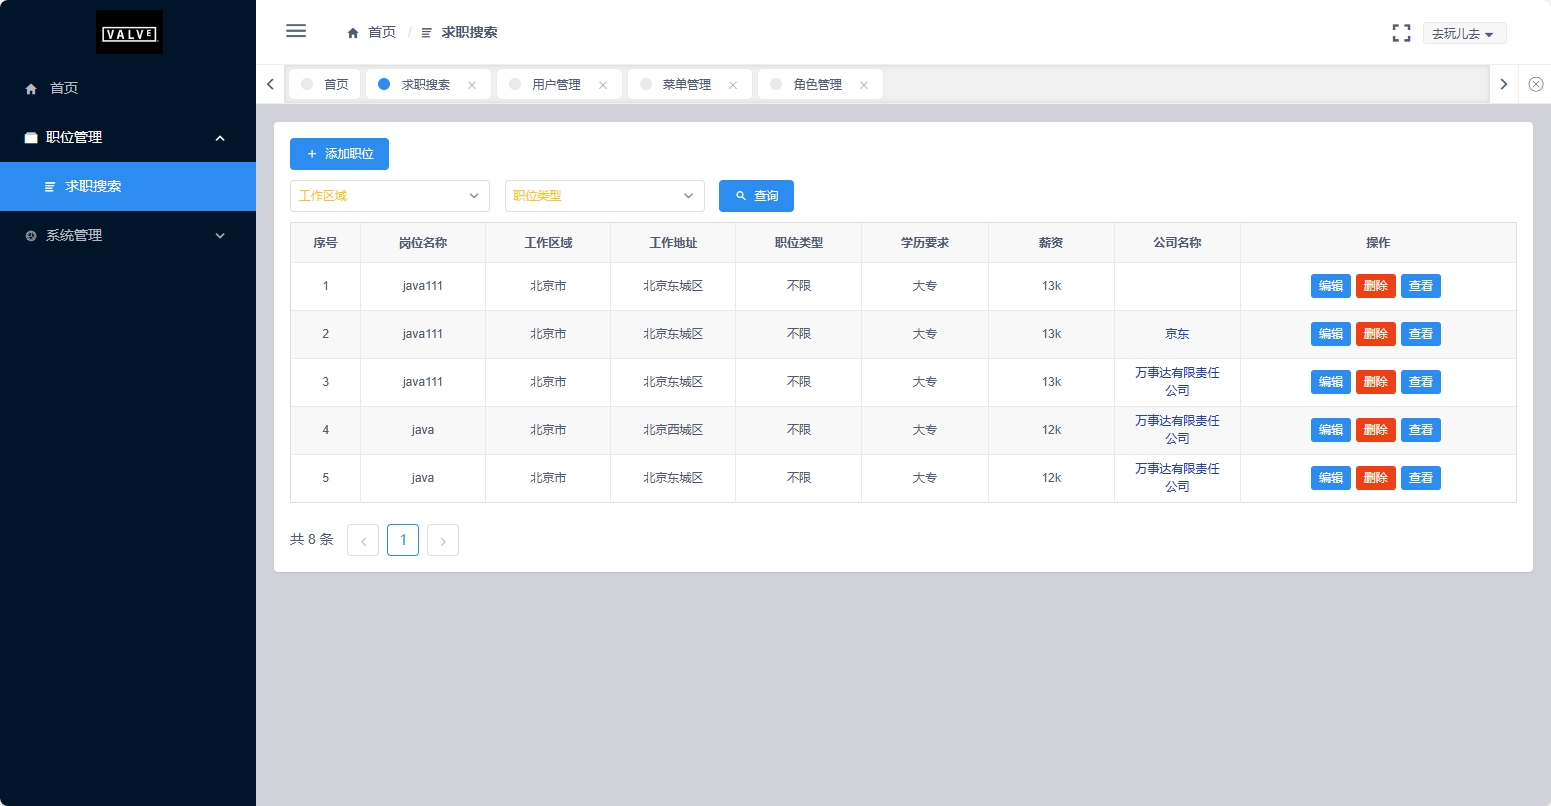 VALVE
首页
职位管理
求职搜索
系统管理
首页 / 求职搜索
去玩儿去
首页 求职搜索 用户管理 菜单管理 角色管理
+ 添加职位
工作区域 职位类型 查询
序号 岗位名称 工作区域 工作地址 职位类型 学历要求 薪资 公司名称 操作
1 java111 北京市 北京东城区 不限 大专 13k 编辑 删除 查看
2 java111 北京市 北京东城区 不限 大专 13k 京东 编辑 删除 查看
3 java111 北京市 北京东城区 不限 大专 13k 万事达有限责任
公司 编辑 删除 查看
4 java 北京市 北京西城区 不限 大专 12k 万事达有限责任
公司 编辑 删除 查看
5 java 北京市 北京东城区 不限 大专 12k 万事达有限责任
公司 编辑 删除 查看
共 8 条 1